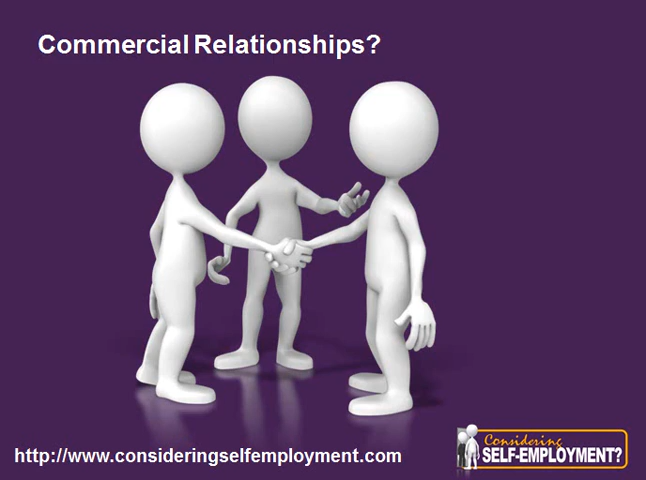 Commercial Relationships?
Considering
SELF-EMPLOYMENT?
http://www.consideringselfemployment.com